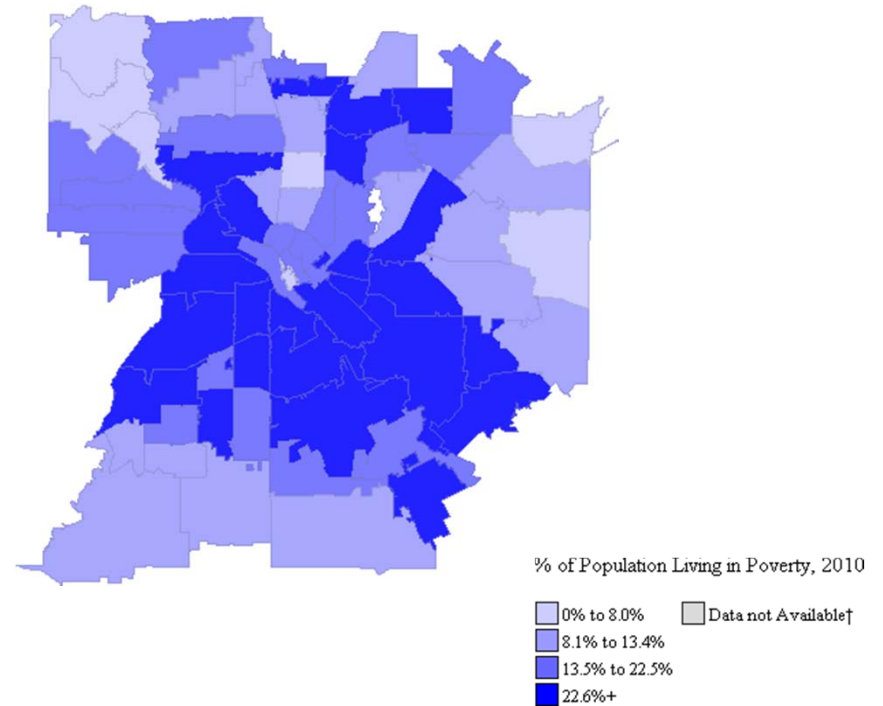 % of Population Living in Poverty, 2010
0% to 8.0%
Data not Available†
8.1% to 13.4%
13.5% to 22.5%
22.6%+